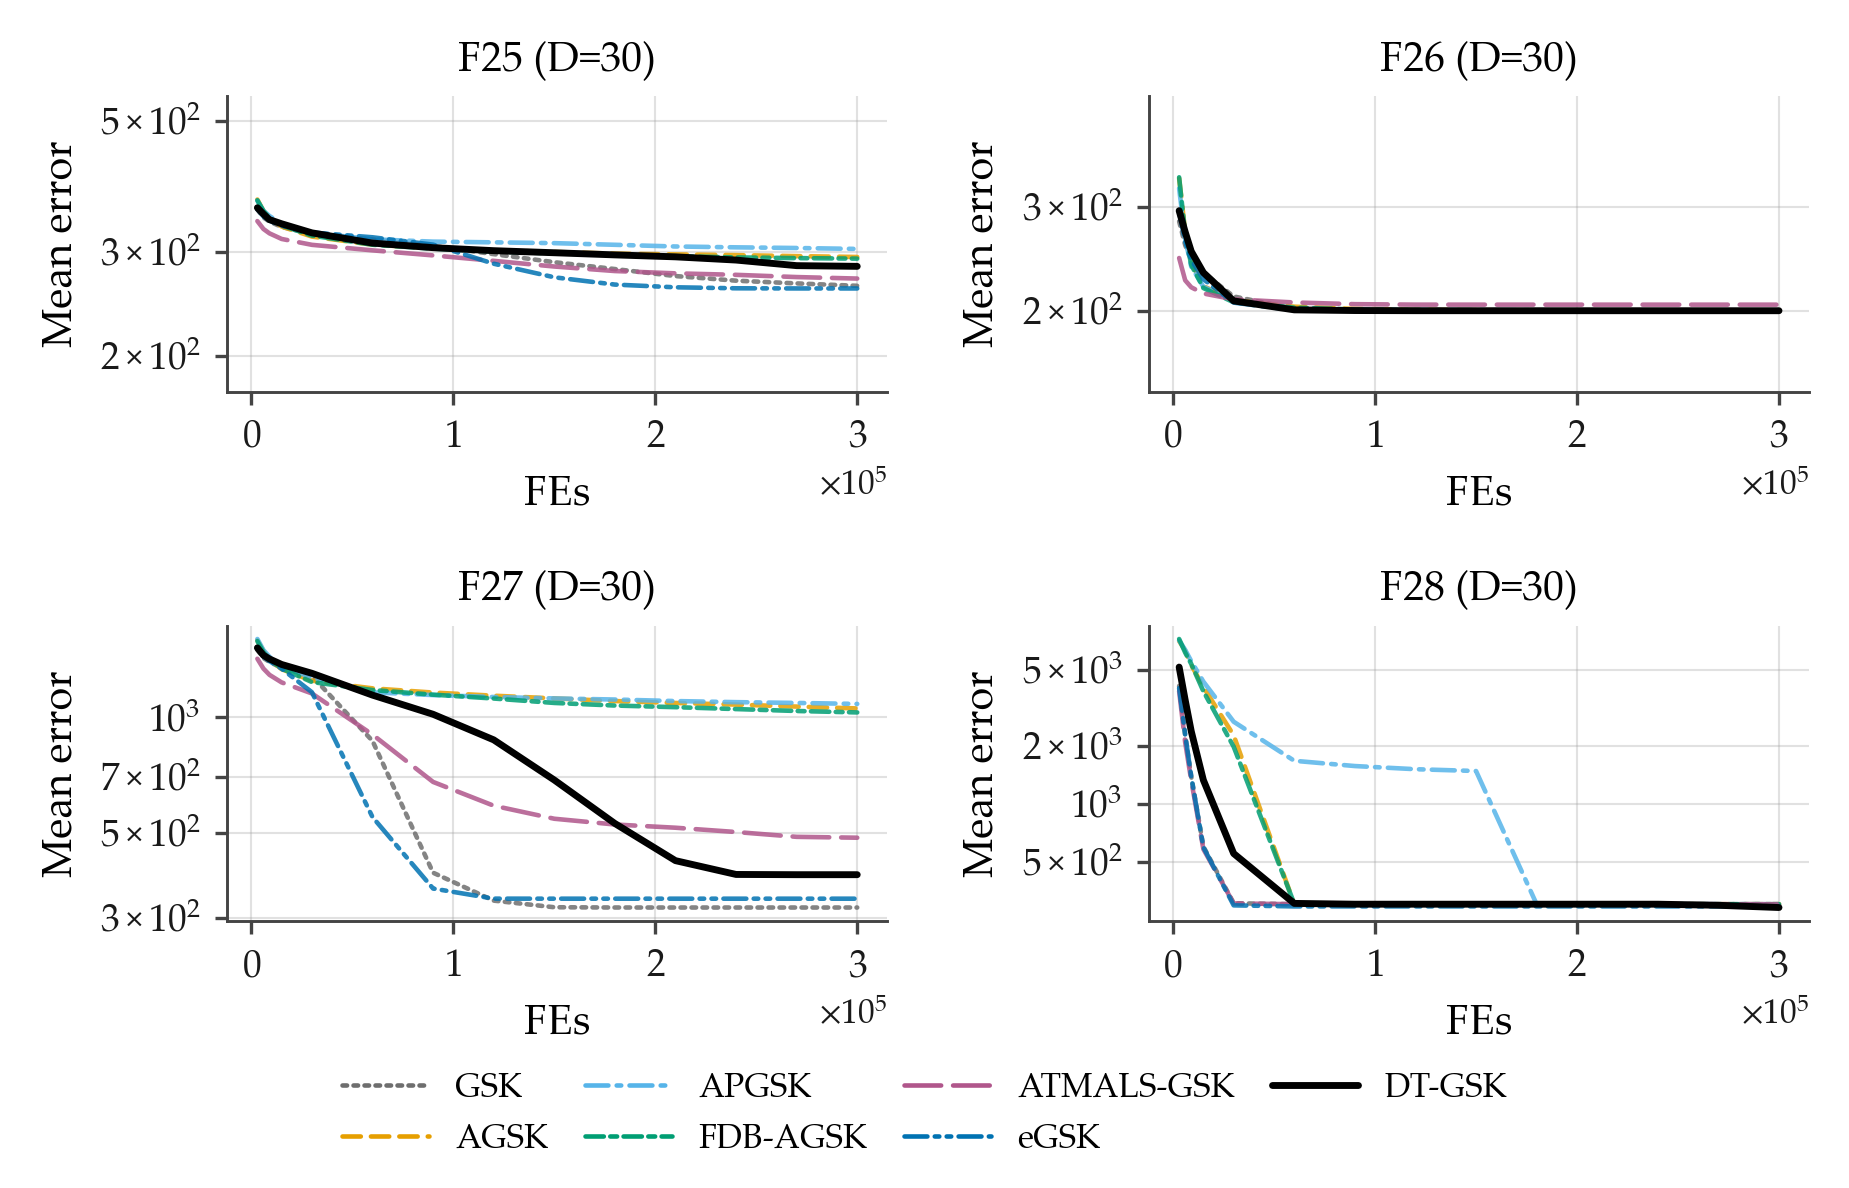 F25 (D=30)
Mean error
5×10²
3×10²
2×10²
0 1 2 3
FEs
×10⁵
F26 (D=30)
Mean error
3×10²
2×10²
0 1 2 3
FEs
×10⁵
F27 (D=30)
Mean error
10³
7×10²
5×10²
3×10²
0 1 2 3
FEs
×10⁵
F28 (D=30)
Mean error
5×10³
2×10³
10³
5×10²
0 1 2 3
FEs
×10⁵
GSK APGSK ATMALS-GSK DT-GSK
AGSK FDB-AGSK eGSK